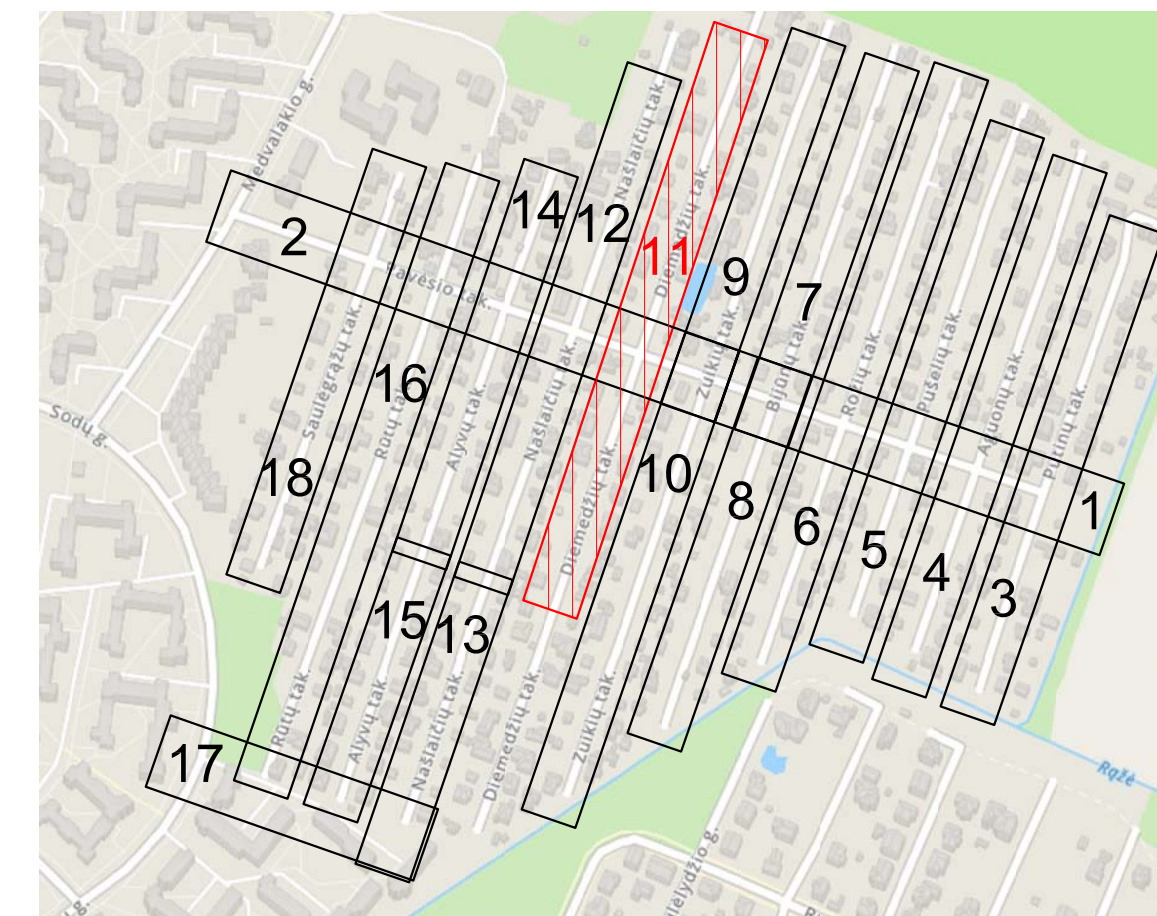 Medvalakio g.
Našlaičių tak.
14
12
Diemedžių tak.
2
11
9
7
Pavėsio tak.
Zuikių tak.
Bijūnų tak.
Rožių tak.
Pušelių tak.
Aguonų tak.
Putinų tak.
Saulėgrąžų tak.
16
Rūtų tak.
Alyvų tak.
Našlaičių tak.
Sodų g.
18
10
8
6
5
4
3
1
Diemedžių tak.
15
13
Rūtų tak.
Alyvų tak.
Našlaičių tak.
Diemedžių tak.
Zuikių tak.
17
Rąžė